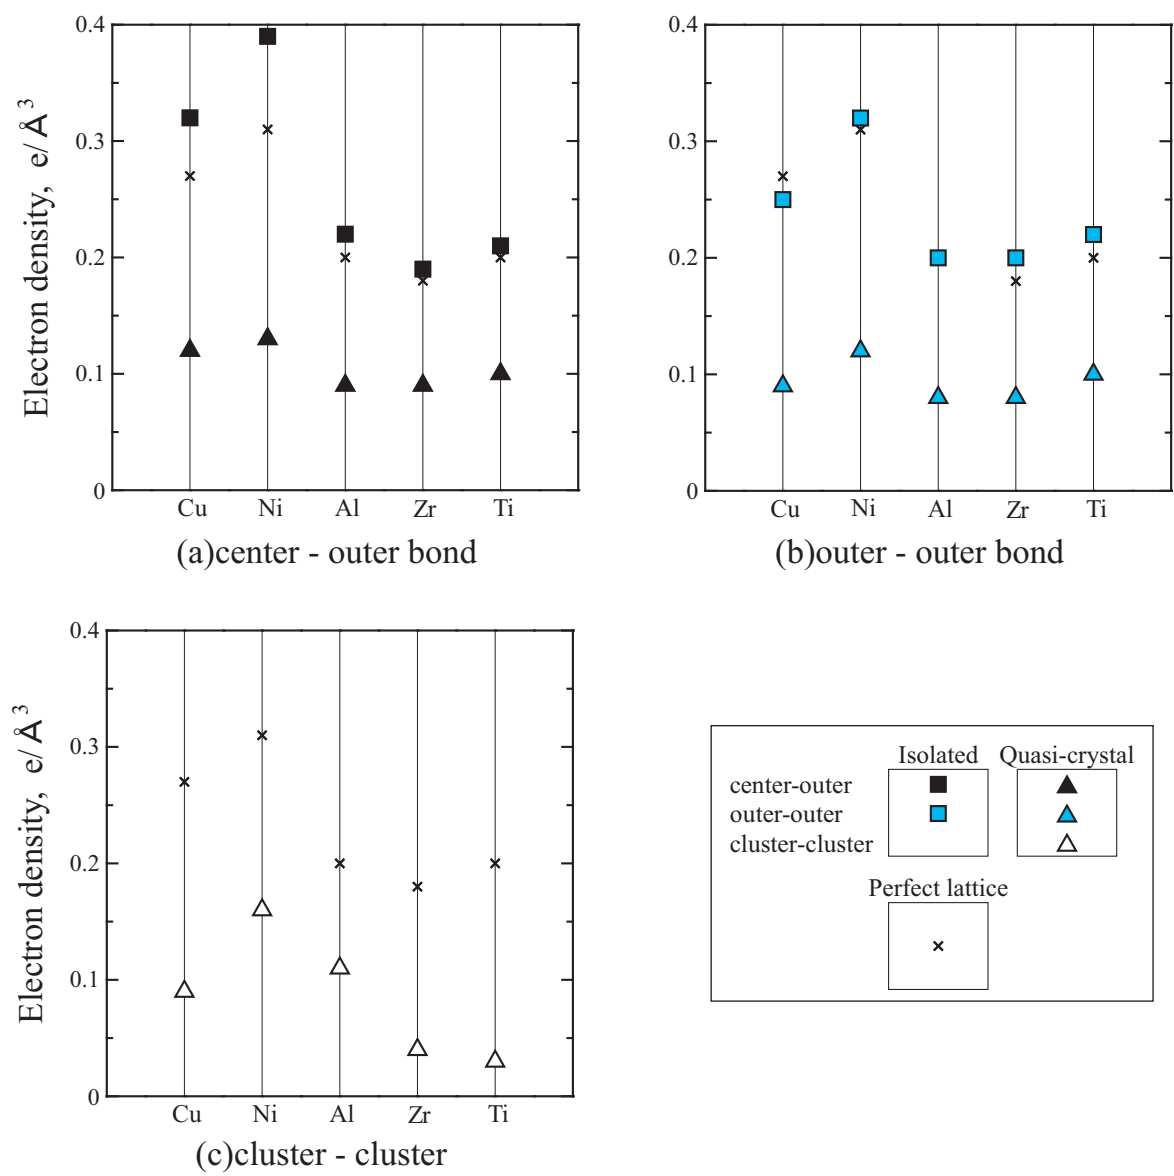 0.4
0.3
0.2
0.1
0
Electron density, e/Å³
Cu Ni Al Zr Ti
(a)center - outer bond
0.4
0.3
0.2
0.1
0
Cu Ni Al Zr Ti
(b)outer - outer bond
0.4
0.3
0.2
0.1
0
Electron density, e/Å³
Cu Ni Al Zr Ti
(c)cluster - cluster
Isolated Quasi-crystal
center-outer
outer-outer
cluster-cluster
Perfect lattice